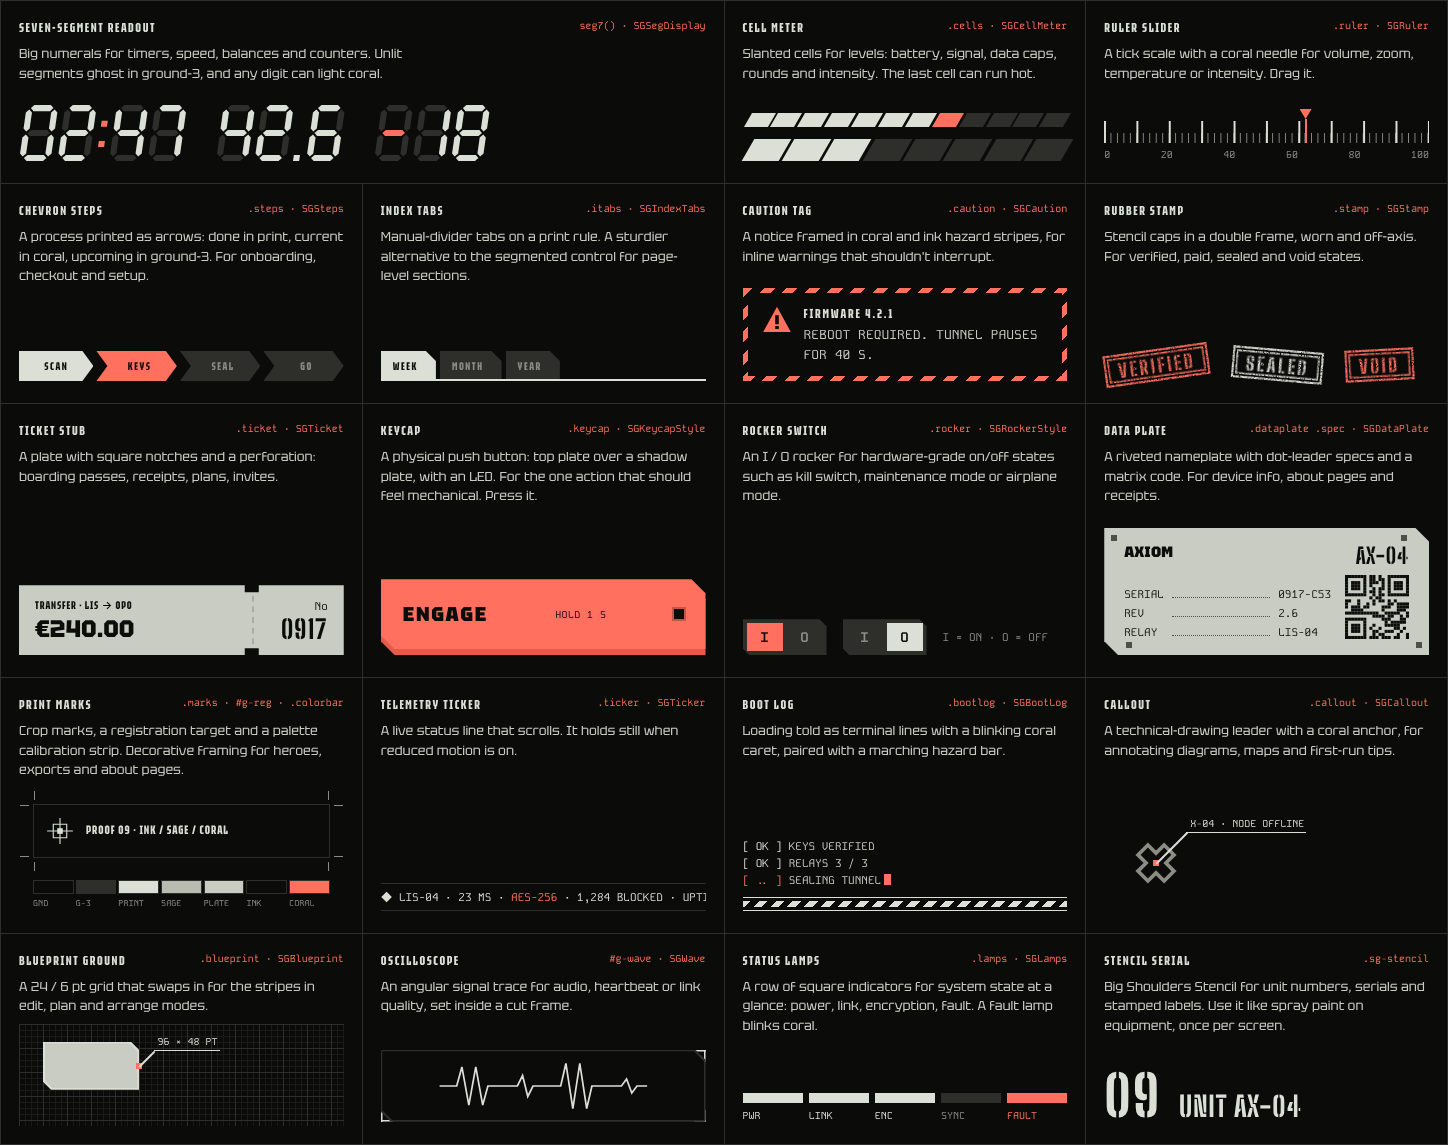 SEVEN-SEGMENT READOUT
seg7() · SGSegDisplay
Big numerals for timers, speed, balances and counters. Unlit
segments ghost in ground-3, and any digit can light coral.
02:47 42.6 -18
CELL METER
.cells · SGCellMeter
Slanted cells for levels: battery, signal, data caps,
rounds and intensity. The last cell can run hot.
RULER SLIDER
.ruler · SGRuler
A tick scale with a coral needle for volume, zoom,
temperature or intensity. Drag it.
0 20 40 60 80 100
CHEVRON STEPS
.steps · SGSteps
A process printed as arrows: done in print, current
in coral, upcoming in ground-3. For onboarding,
checkout and setup.
SCAN KEYS SEAL GO
INDEX TABS
.itabs · SGIndexTabs
Manual-divider tabs on a print rule. A sturdier
alternative to the segmented control for page-
level sections.
WEEK MONTH YEAR
CAUTION TAG
.caution · SGCaution
A notice framed in coral and ink hazard stripes, for
inline warnings that shouldn't interrupt.
FIRMWARE 4.2.1
REBOOT REQUIRED. TUNNEL PAUSES
FOR 40 S.
RUBBER STAMP
.stamp · SGStamp
Stencil caps in a double frame, worn and off-axis.
For verified, paid, sealed and void states.
VERIFIED SEALED VOID
TICKET STUB
.ticket · SGTicket
A plate with square notches and a perforation:
boarding passes, receipts, plans, invites.
TRANSFER · LIS → OPO
€240.00
No
0917
KEYCAP
.keycap · SGKeycapStyle
A physical push button: top plate over a shadow
plate, with an LED. For the one action that should
feel mechanical. Press it.
ENGAGE HOLD 1 S
ROCKER SWITCH
.rocker · SGRockerStyle
An I / O rocker for hardware-grade on/off states
such as kill switch, maintenance mode or airplane
mode.
I O I O I = ON · O = OFF
DATA PLATE
.dataplate .spec · SGDataPlate
A riveted nameplate with dot-leader specs and a
matrix code. For device info, about pages and
receipts.
AXIOM AX-04
SERIAL 0917-C53
REV 2.6
RELAY LIS-04
PRINT MARKS
.marks · #g-reg · .colorbar
Crop marks, a registration target and a palette
calibration strip. Decorative framing for heroes,
exports and about pages.
PROOF 09 · INK / SAGE / CORAL
GND G-3 PRINT SAGE PLATE INK CORAL
TELEMETRY TICKER
.ticker · SGTicker
A live status line that scrolls. It holds still when
reduced motion is on.
LIS-04 · 23 MS · AES-256 · 1,284 BLOCKED · UPTI
BOOT LOG
.bootlog · SGBootLog
Loading told as terminal lines with a blinking coral
caret, paired with a marching hazard bar.
[ OK ] KEYS VERIFIED
[ OK ] RELAYS 3 / 3
[ .. ] SEALING TUNNEL
CALLOUT
.callout · SGCallout
A technical-drawing leader with a coral anchor, for
annotating diagrams, maps and first-run tips.
X-04 · NODE OFFLINE
BLUEPRINT GROUND
.blueprint · SGBlueprint
A 24 / 6 pt grid that swaps in for the stripes in
edit, plan and arrange modes.
96 × 48 PT
OSCILLOSCOPE
#g-wave · SGWave
An angular signal trace for audio, heartbeat or link
quality, set inside a cut frame.
STATUS LAMPS
.lamps · SGLamps
A row of square indicators for system state at a
glance: power, link, encryption, fault. A fault lamp
blinks coral.
PWR LINK ENC SYNC FAULT
STENCIL SERIAL
.sg-stencil
Big Shoulders Stencil for unit numbers, serials and
stamped labels. Use it like spray paint on
equipment, once per screen.
09 UNIT AX-04